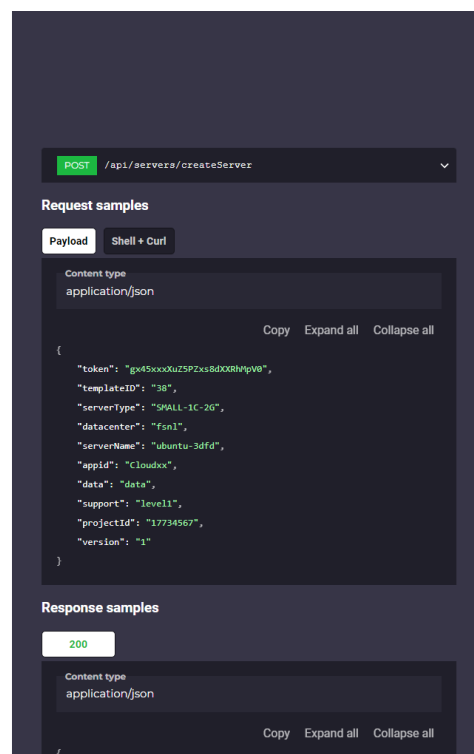 POST /api/servers/createServer
Request samples
Payload Shell + Curl
Content type
application/json
Copy Expand all Collapse all
{
"token": "gx45xxxXuZ5PZxs8dXXRhMpV0",
"templateID": "38",
"serverType": "SMALL-1C-2G",
"datacenter": "fsnl",
"serverName": "ubuntu-3dfd",
"appid": "Cloudxx",
"data": "data",
"support": "level1",
"projectId": "17734567",
"version": "1"
}
Response samples
200
Content type
application/json
Copy Expand all Collapse all
{